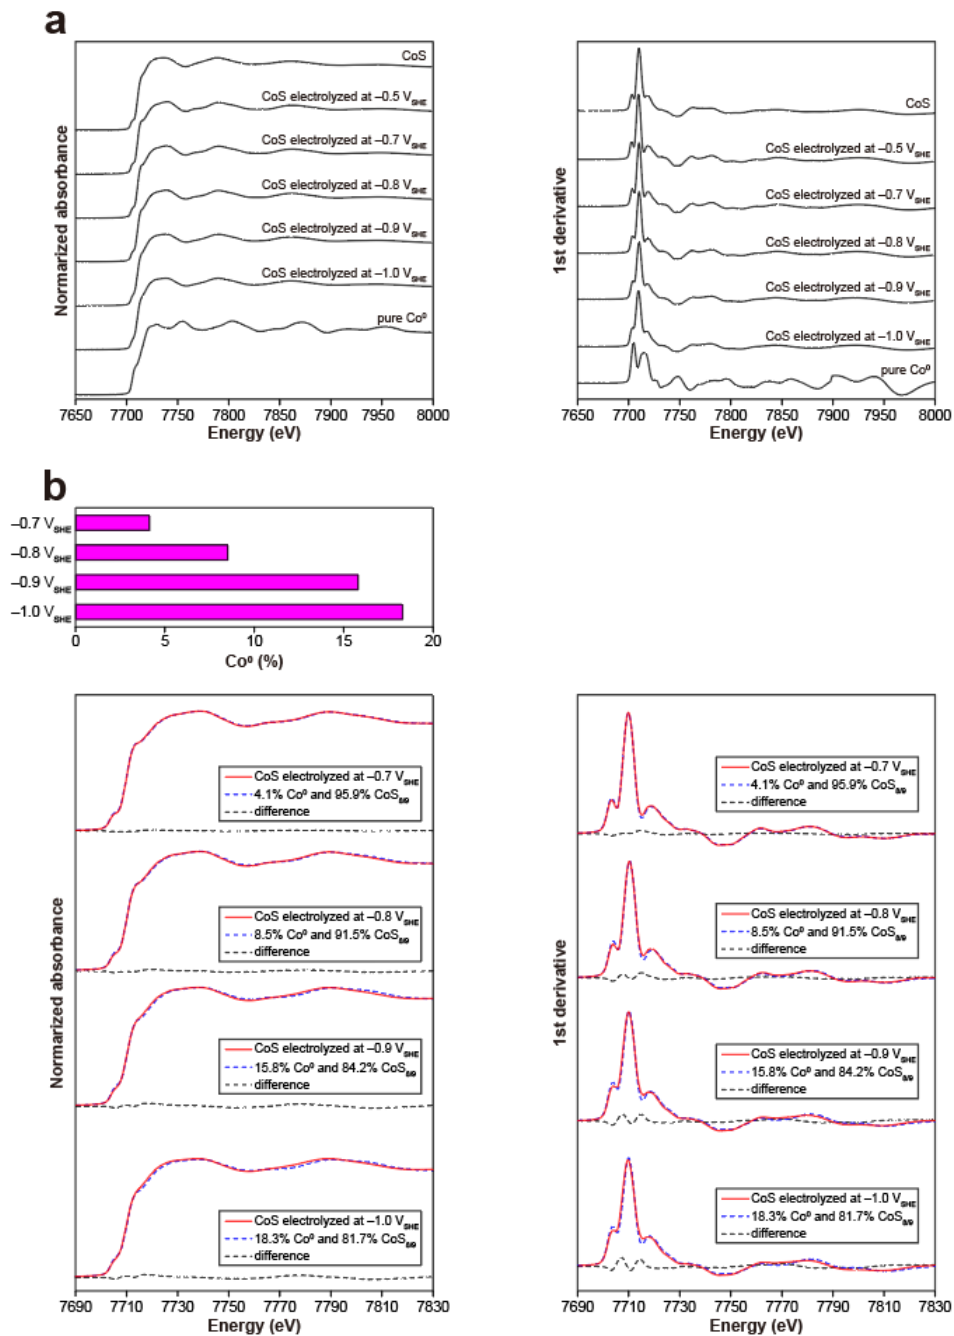 a
CoS
CoS electrolyzed at –0.5 VSHE
CoS electrolyzed at –0.7 VSHE
CoS electrolyzed at –0.8 VSHE
CoS electrolyzed at –0.9 VSHE
CoS electrolyzed at –1.0 VSHE
pure Co⁰
Normarized absorbance
7650 7700 7750 7800 7850 7900 7950 8000
Energy (eV)
CoS
CoS electrolyzed at –0.5 VSHE
CoS electrolyzed at –0.7 VSHE
CoS electrolyzed at –0.8 VSHE
CoS electrolyzed at –0.9 VSHE
CoS electrolyzed at –1.0 VSHE
pure Co⁰
1st derivative
7650 7700 7750 7800 7850 7900 7950 8000
Energy (eV)
b
–0.7 VSHE
–0.8 VSHE
–0.9 VSHE
–1.0 VSHE
0 5 10 15 20
Co⁰ (%)
Normarized absorbance
CoS electrolyzed at –0.7 VSHE
4.1% Co⁰ and 95.9% CoS8/9
difference
CoS electrolyzed at –0.8 VSHE
8.5% Co⁰ and 91.5% CoS8/9
difference
CoS electrolyzed at –0.9 VSHE
15.8% Co⁰ and 84.2% CoS8/9
difference
CoS electrolyzed at –1.0 VSHE
18.3% Co⁰ and 81.7% CoS8/9
difference
7690 7710 7730 7750 7770 7790 7810 7830
Energy (eV)
1st derivative
CoS electrolyzed at –0.7 VSHE
4.1% Co⁰ and 95.9% CoS8/9
difference
CoS electrolyzed at –0.8 VSHE
8.5% Co⁰ and 91.5% CoS8/9
difference
CoS electrolyzed at –0.9 VSHE
15.8% Co⁰ and 84.2% CoS8/9
difference
CoS electrolyzed at –1.0 VSHE
18.3% Co⁰ and 81.7% CoS8/9
difference
7690 7710 7730 7750 7770 7790 7810 7830
Energy (eV)